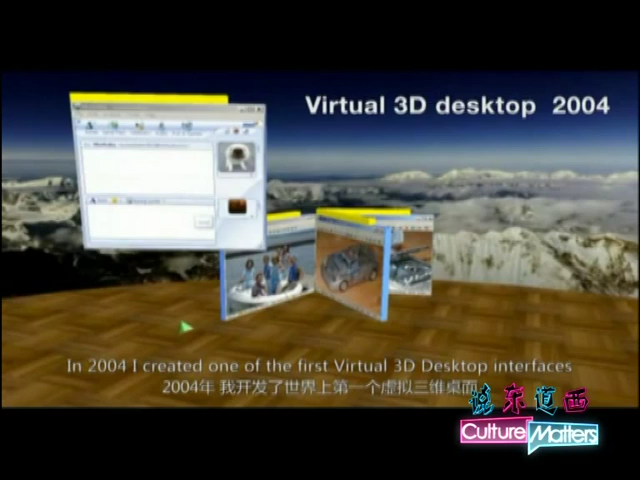 Virtual 3D desktop 2004
In 2004 I created one of the first Virtual 3D Desktop interfaces
2004年 我开发了世界上第一个虚拟三维桌面
说东道西
Culture Matters